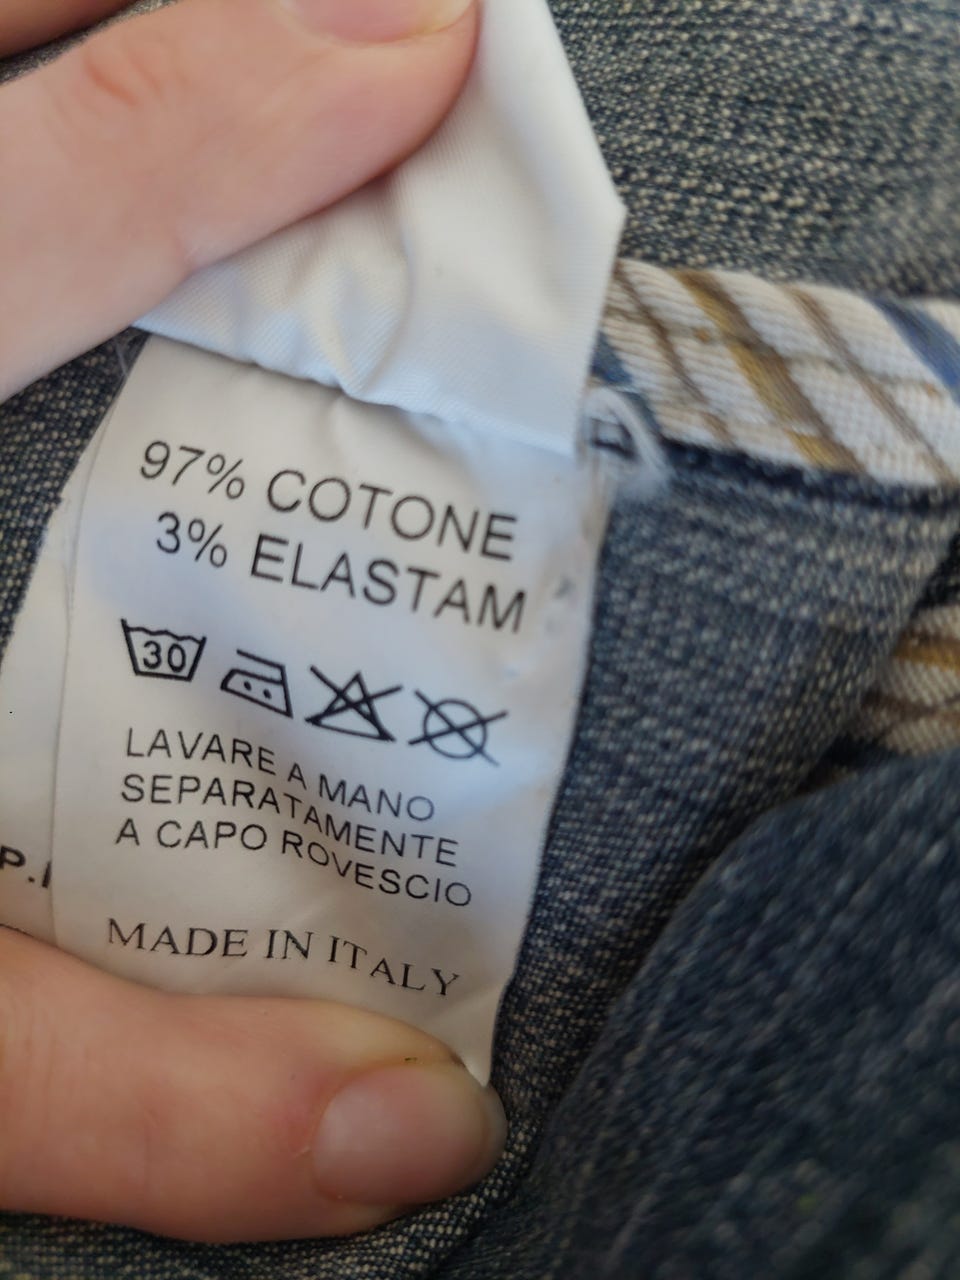 97% COTONE
3% ELASTAM
30
LAVARE A MANO
SEPARATAMENTE
A CAPO ROVESCIO
P.I
MADE IN ITALY